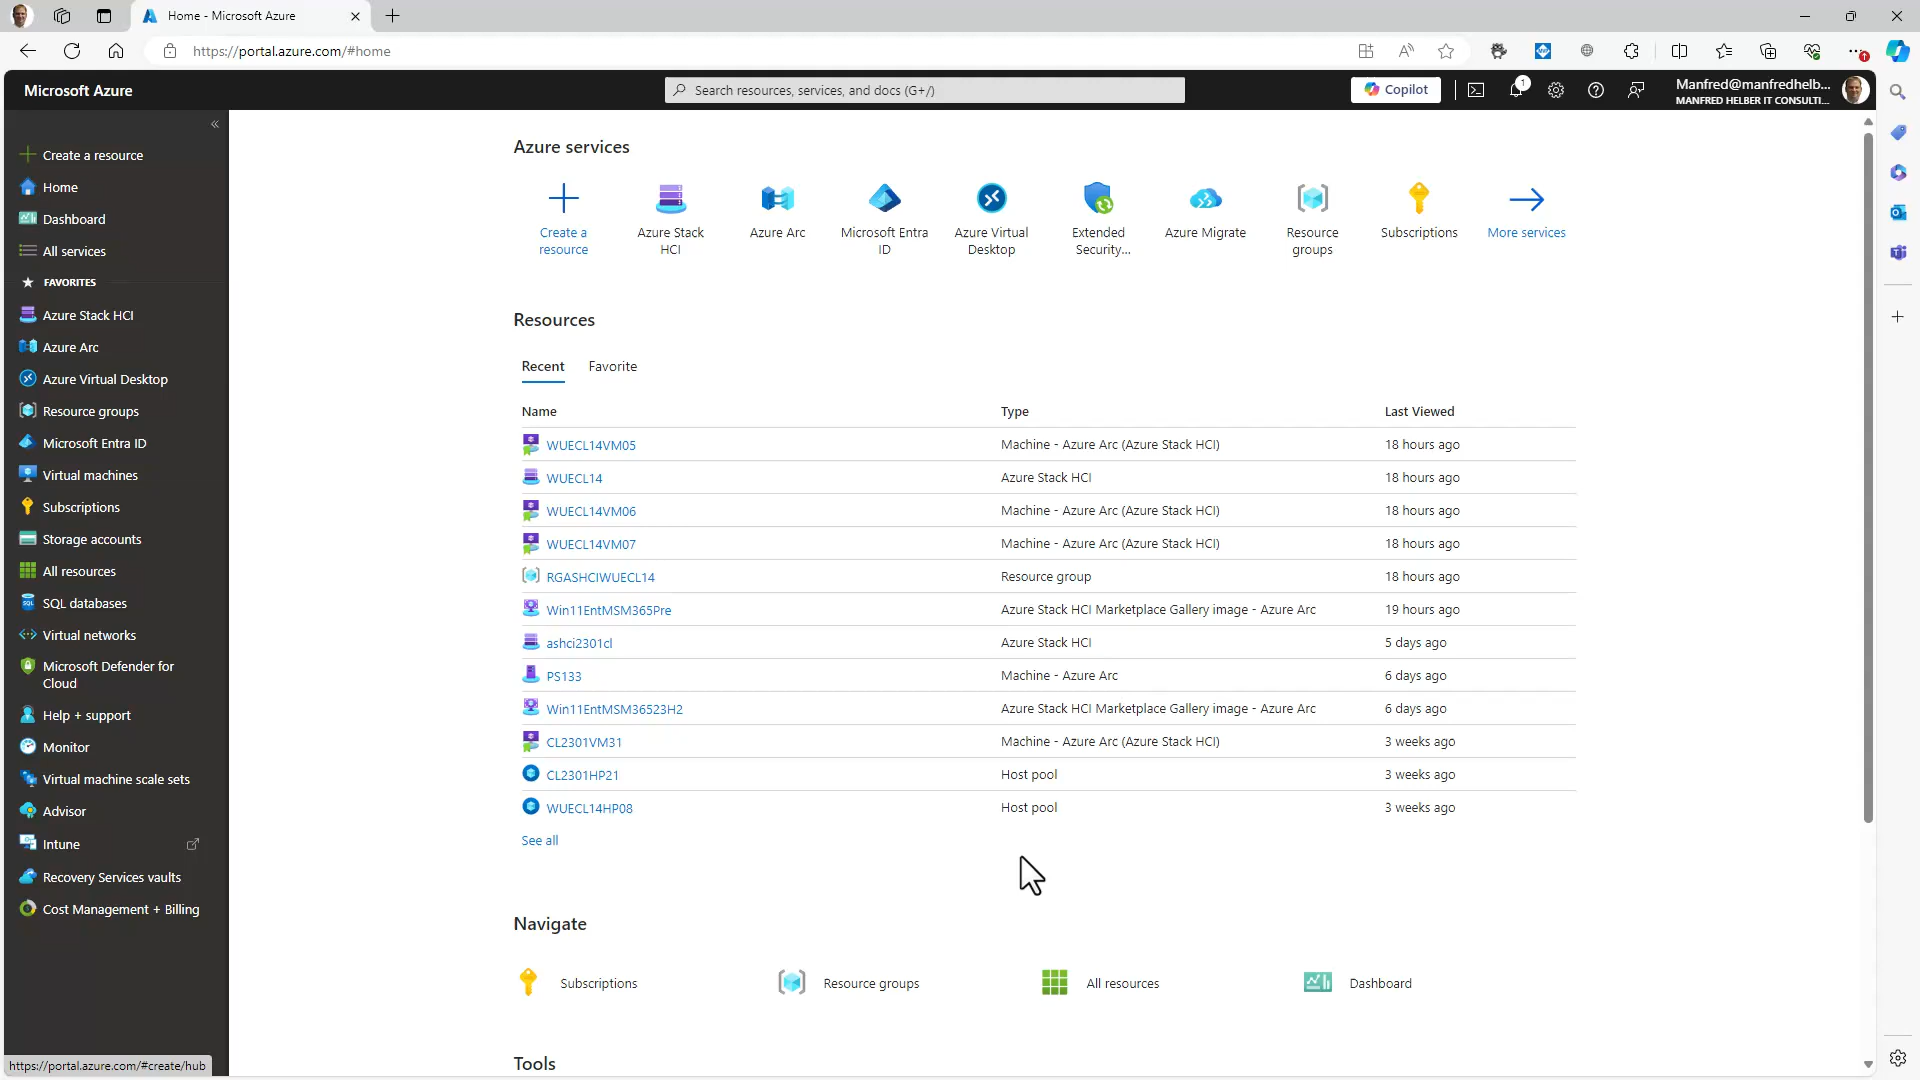 Home - Microsoft Azure
https://portal.azure.com/#home
Microsoft Azure
Search resources, services, and docs (G+/)
Copilot
1
Manfred@manfredhelb...
MANFRED HELBER IT CONSULTI...
Create a resource
Home
Dashboard
All services
FAVORITES
Azure Stack HCI
Azure Arc
Azure Virtual Desktop
Resource groups
Microsoft Entra ID
Virtual machines
Subscriptions
Storage accounts
All resources
SQL databases
Virtual networks
Microsoft Defender for
Cloud
Help + support
Monitor
Virtual machine scale sets
Advisor
Intune
Recovery Services vaults
Cost Management + Billing
https://portal.azure.com/#create/hub
Azure services
Create a
resource
Azure Stack
HCI
Azure Arc
Microsoft Entra
ID
Azure Virtual
Desktop
Extended
Security...
Azure Migrate
Resource
groups
Subscriptions
More services
Resources
Recent Favorite
Name Type Last Viewed
WUECL14VM05 Machine - Azure Arc (Azure Stack HCI) 18 hours ago
WUECL14 Azure Stack HCI 18 hours ago
WUECL14VM06 Machine - Azure Arc (Azure Stack HCI) 18 hours ago
WUECL14VM07 Machine - Azure Arc (Azure Stack HCI) 18 hours ago
RGASHCIWUECL14 Resource group 18 hours ago
Win11EntMSM365Pre Azure Stack HCI Marketplace Gallery image - Azure Arc 19 hours ago
ashci2301cl Azure Stack HCI 5 days ago
PS133 Machine - Azure Arc 6 days ago
Win11EntMSM36523H2 Azure Stack HCI Marketplace Gallery image - Azure Arc 6 days ago
CL2301VM31 Machine - Azure Arc (Azure Stack HCI) 3 weeks ago
CL2301HP21 Host pool 3 weeks ago
WUECL14HP08 Host pool 3 weeks ago
See all
Navigate
Subscriptions Resource groups All resources Dashboard
Tools